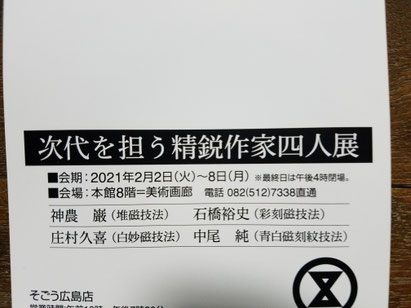 次代を担う精鋭作家四人展
■会期：2021年2月2日（火）〜8日（月）※最終日は午後4時閉場。
■会場：本館8階＝美術画廊 電話 082(512)7338直通
神農 巌（堆磁技法） 石橋裕史（彩刻磁技法）
庄村久喜（白妙磁技法） 中尾 純（青白磁刻紋技法）
そごう広島店